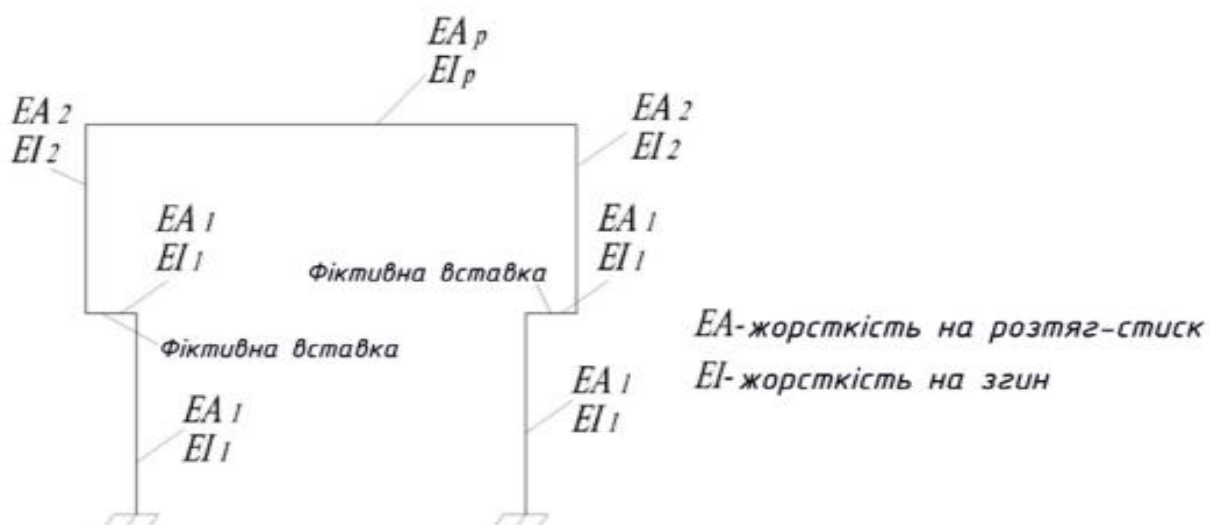 EA р
EI р
EA 2
EI 2
EA 2
EI 2
EA 1
EI 1
EA 1
EI 1
Фіктивна вставка
Фіктивна вставка
EA-жорсткість на розтяг-стиск
EI-жорсткість на згин
EA 1
EI 1
EA 1
EI 1